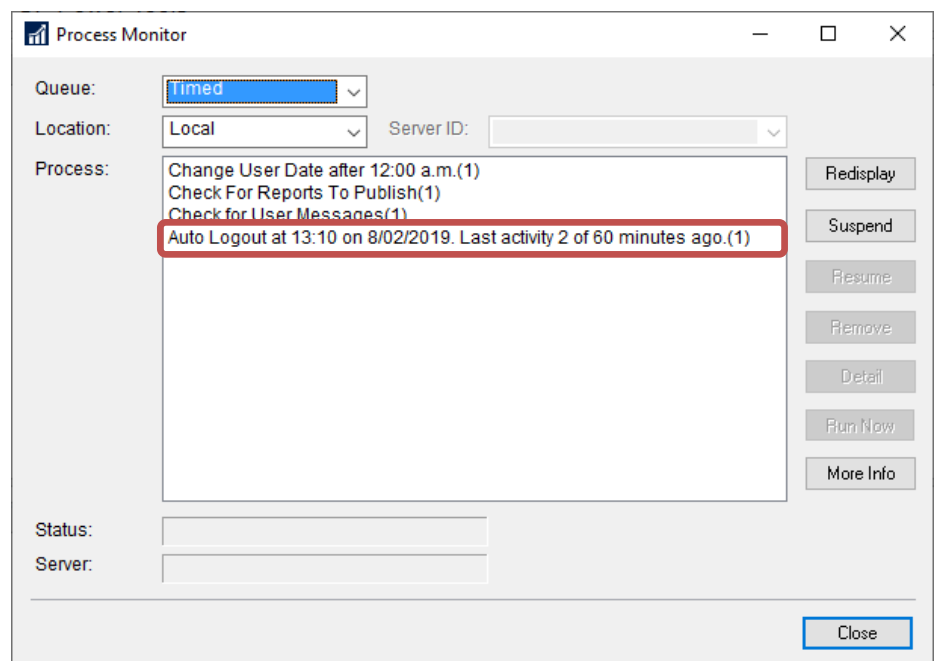 Process Monitor
Queue: Timed
Location: Local Server ID:
Process:
Change User Date after 12:00 a.m.(1)
Check For Reports To Publish(1)
Check for User Messages(1)
Auto Logout at 13:10 on 8/02/2019. Last activity 2 of 60 minutes ago.(1)
Redisplay
Suspend
Resume
Remove
Detail
Run Now
More Info
Status:
Server:
Close